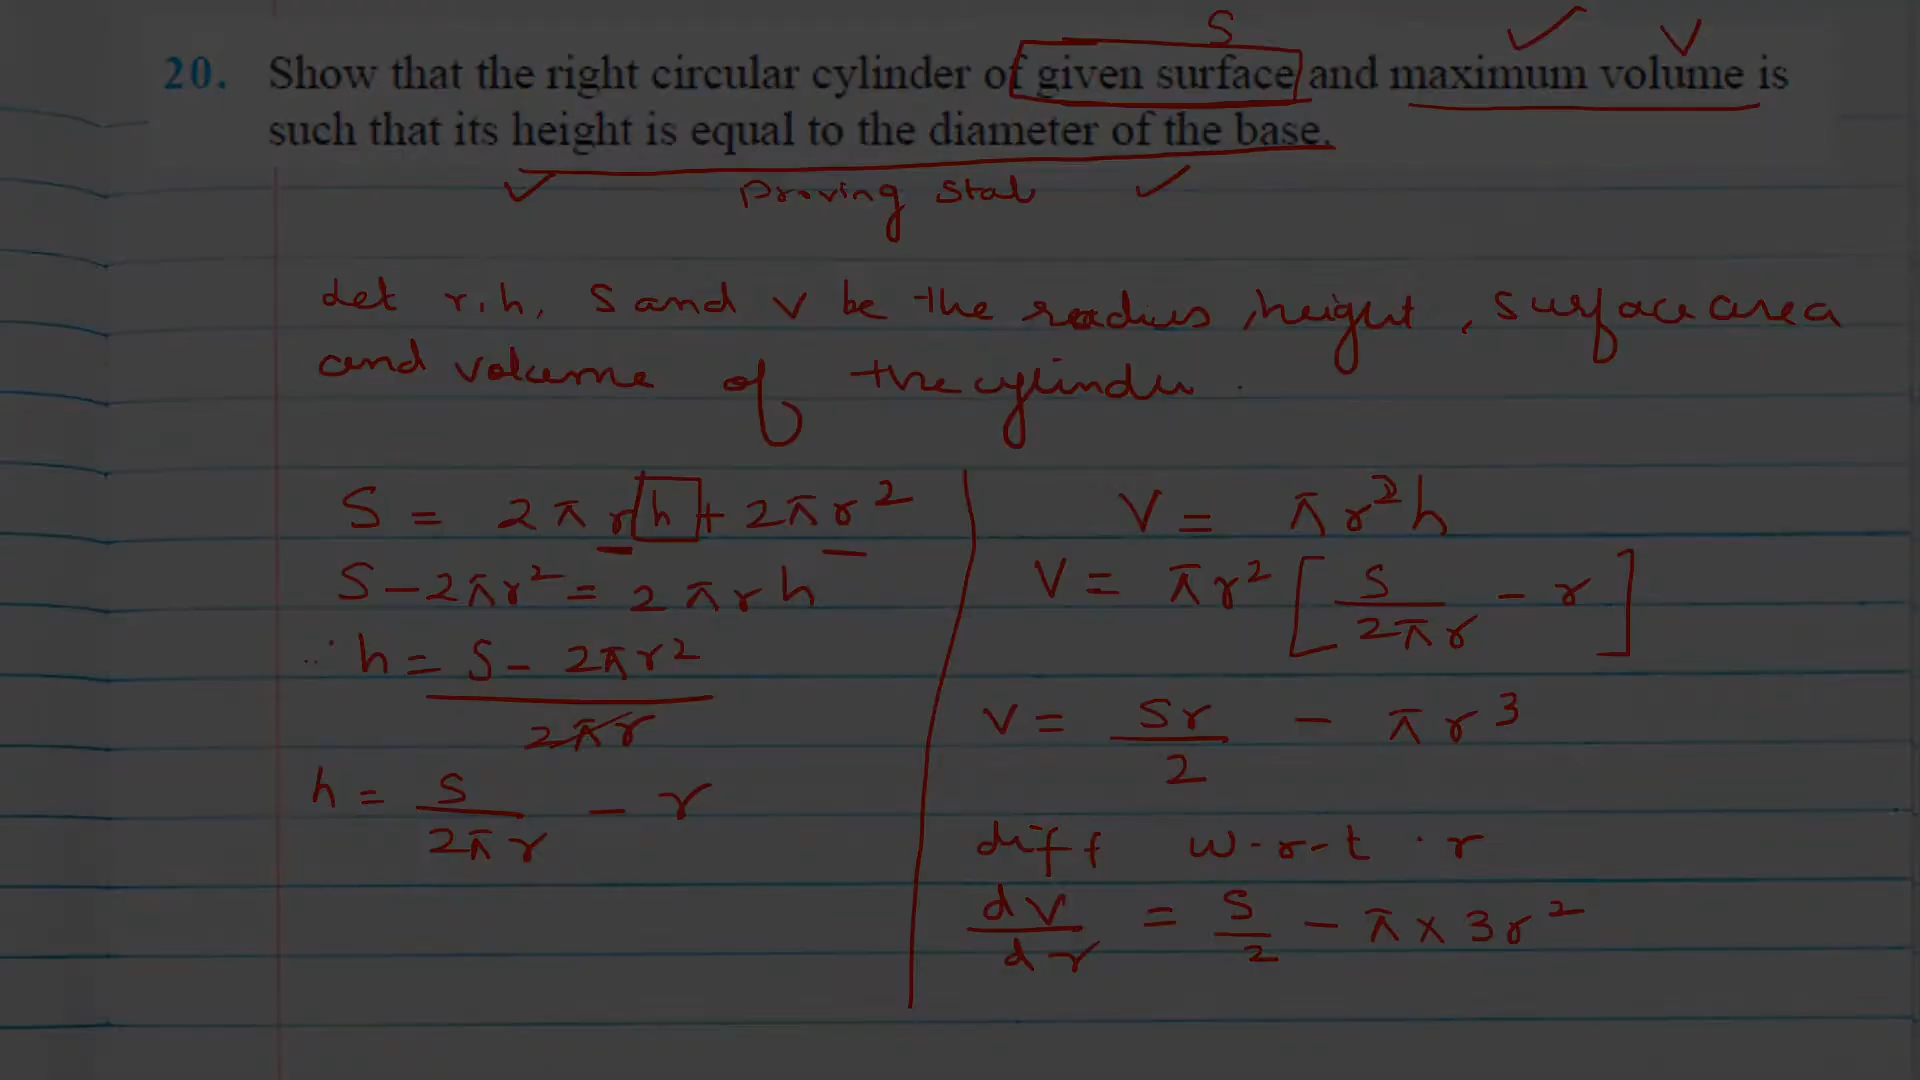 S ✓ V
20. Show that the right circular cylinder of given surface and maximum volume is
such that its height is equal to the diameter of the base.
✓ Proving Stat ✓
Let r, h, S and V be the radius, height, surface area
and volume of the cylinder.
S = 2πrh + 2πr²
S - 2πr² = 2πrh
∴ h = S - 2πr² / 2πr
h = S/2πr - r
V = πr²h
V = πr² [S/2πr - r]
V = Sr/2 - πr³
diff w.r.t. r
dV/dr = S/2 - π × 3r²